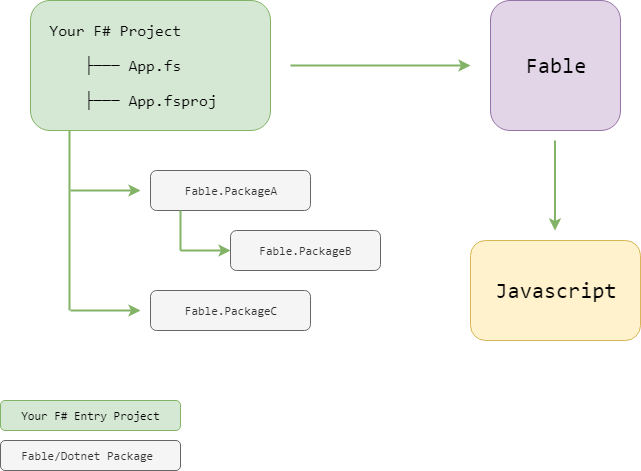 Your F# Project
├── App.fs
├── App.fsproj
Fable
Fable.PackageA
Fable.PackageB
Javascript
Fable.PackageC
Your F# Entry Project
Fable/Dotnet Package